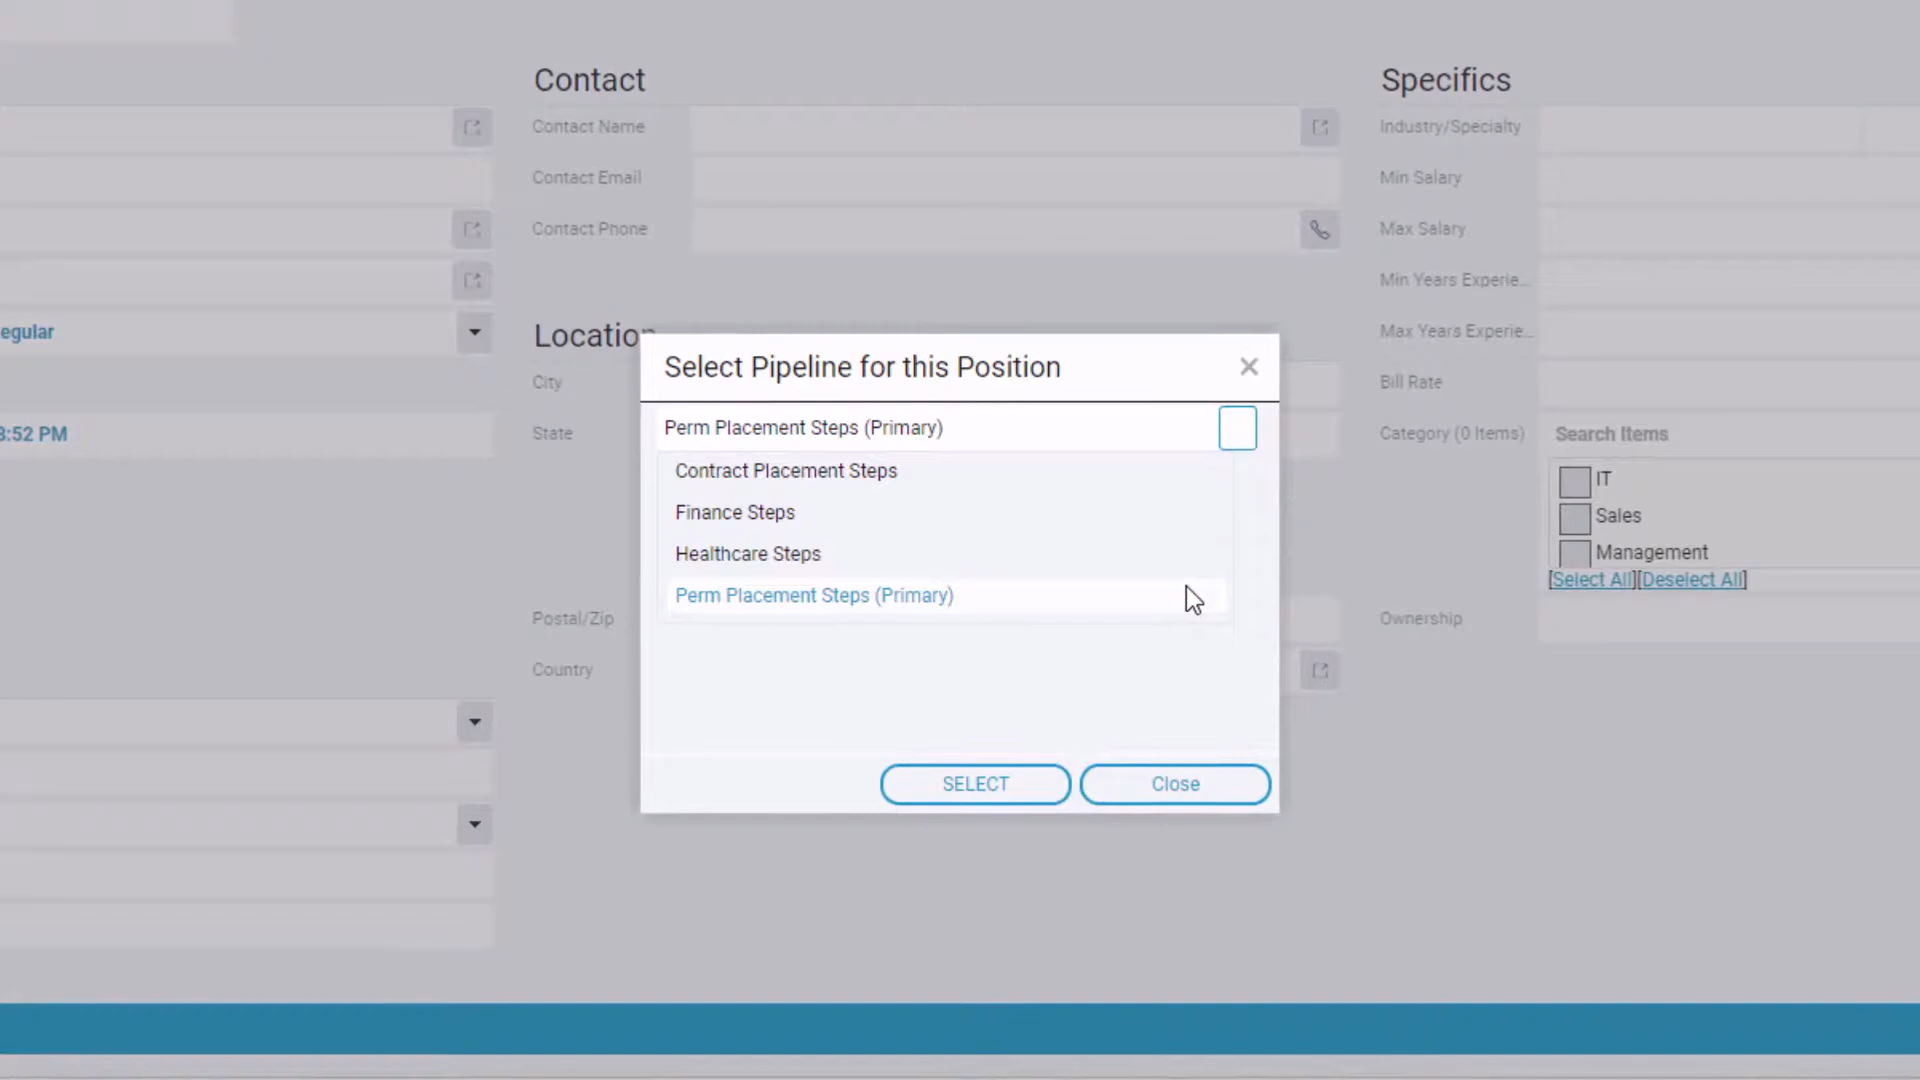 Contact
Specifics
Contact Name
Industry/Specialty
Contact Email
Min Salary
Contact Phone
Max Salary
Min Years Experie...
egular
Location
Max Years Experie...
Select Pipeline for this Position
City
Bill Rate
:52 PM
State
Perm Placement Steps (Primary)
Category (0 Items)
Search Items
Contract Placement Steps
IT
Finance Steps
Sales
Healthcare Steps
Management
[Select All][Deselect All]
Perm Placement Steps (Primary)
Postal/Zip
Ownership
Country
SELECT
Close